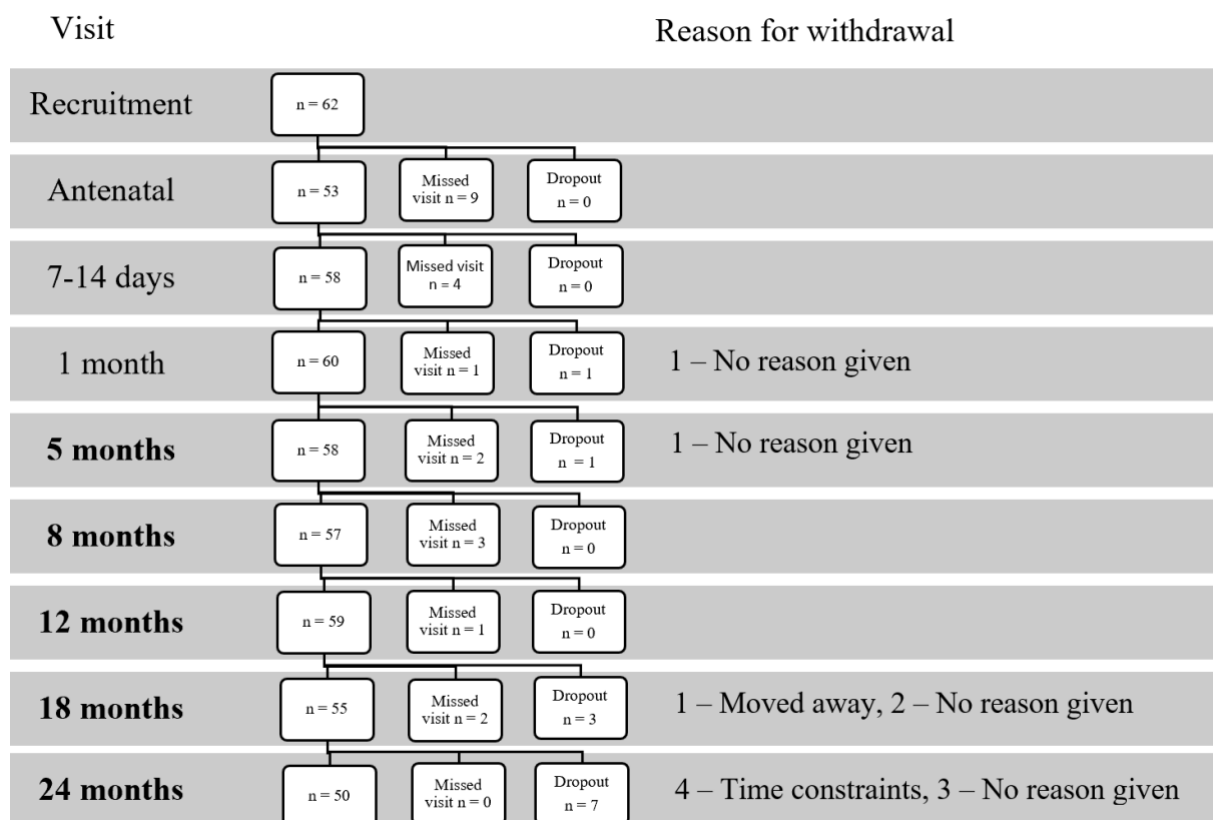 Visit
Reason for withdrawal
Recruitment
n = 62
Antenatal
n = 53
Missed
visit n = 9
Dropout
n = 0
7-14 days
n = 58
Missed visit
n = 4
Dropout
n = 0
1 month
n = 60
Missed
visit n = 1
Dropout
n = 1
1 – No reason given
5 months
n = 58
Missed
visit n = 2
Dropout
n = 1
1 – No reason given
8 months
n = 57
Missed
visit n = 3
Dropout
n = 0
12 months
n = 59
Missed
visit n = 1
Dropout
n = 0
18 months
n = 55
Missed
visit n = 2
Dropout
n = 3
1 – Moved away, 2 – No reason given
24 months
n = 50
Missed
visit n = 0
Dropout
n = 7
4 – Time constraints, 3 – No reason given